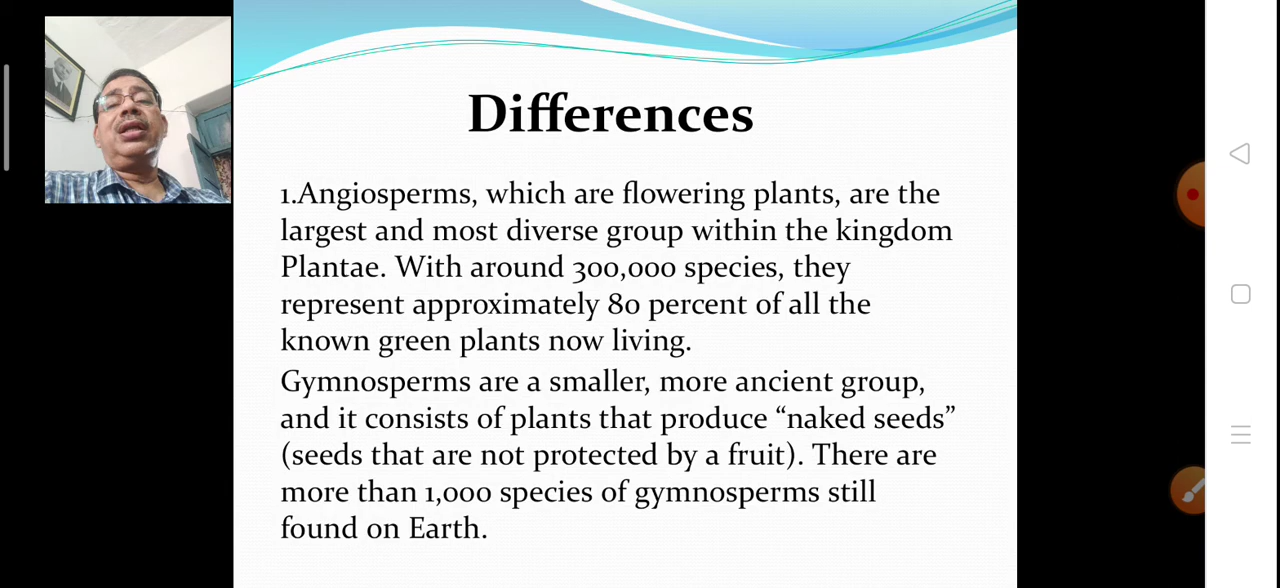 Differences
1.Angiosperms, which are flowering plants, are the
largest and most diverse group within the kingdom
Plantae. With around 300,000 species, they
represent approximately 80 percent of all the
known green plants now living.
Gymnosperms are a smaller, more ancient group,
and it consists of plants that produce “naked seeds”
(seeds that are not protected by a fruit). There are
more than 1,000 species of gymnosperms still
found on Earth.